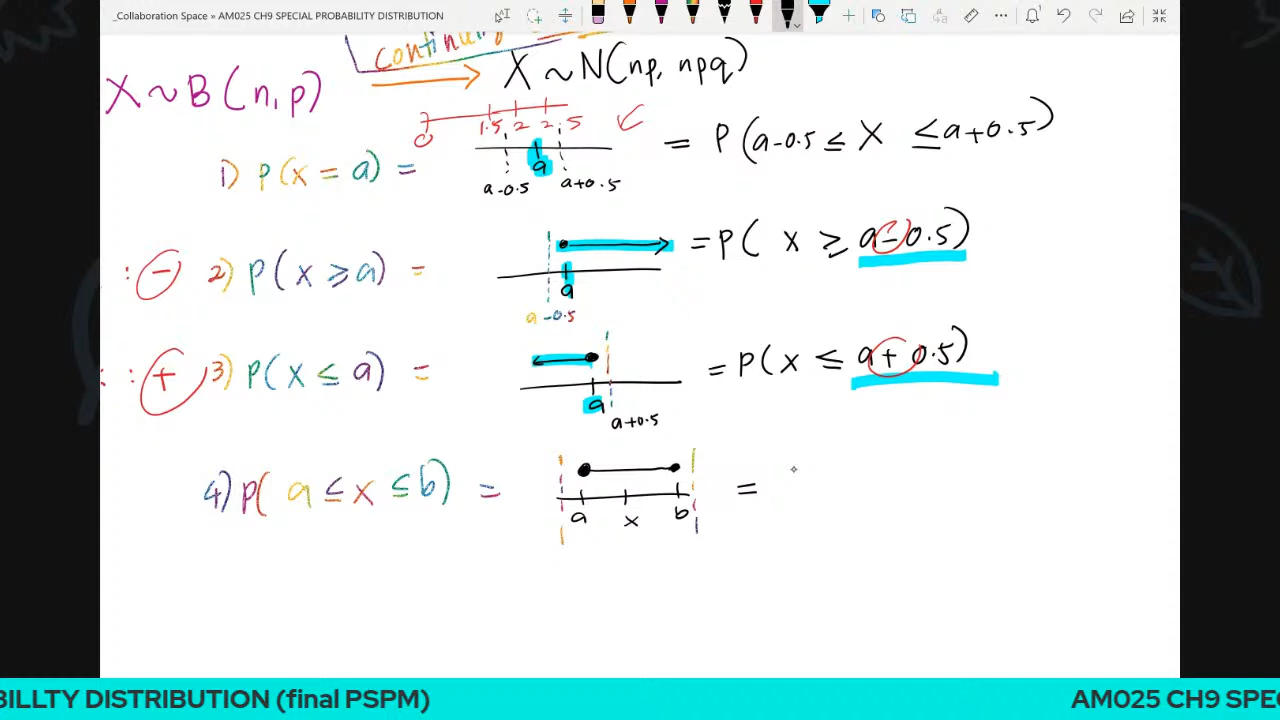 _Collaboration Space » AM025 CH9 SPECIAL PROBABILITY DISTRIBUTION
X ~ B(n, p)
X ~ N(np, npq)
0 1.5 2 2.5
1) P(x = a) =
a
a-0.5 a+0.5
= P(a-0.5 ≤ X ≤ a+0.5)
: - 2) P(x ≥ a) =
a
a-0.5
= P( x ≥ a-0.5)
: + 3) P(x ≤ a) =
a
a+0.5
= P(x ≤ a+0.5)
4) P( a ≤ x ≤ b) =
a x b
=
BILLTY DISTRIBUTION (final PSPM)
AM025 CH9 SPEC